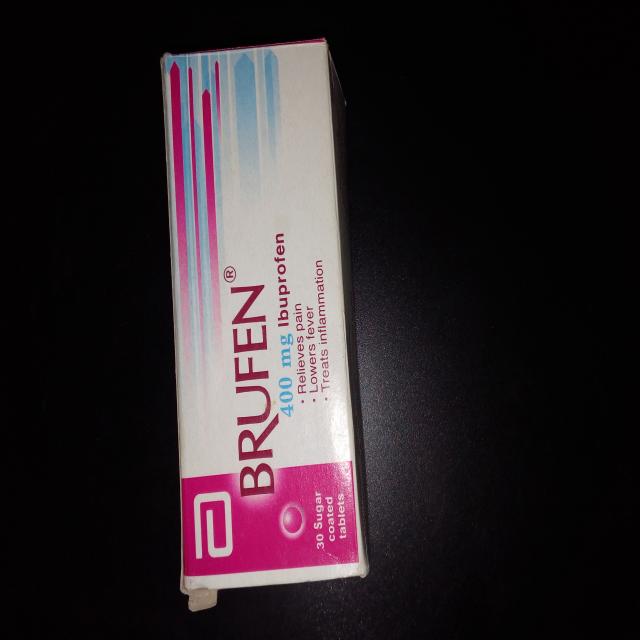 BRUFEN®
400 mg Ibuprofen
• Relieves pain
• Lowers fever
• Treats inflammation
30 Sugar
coated
tablets